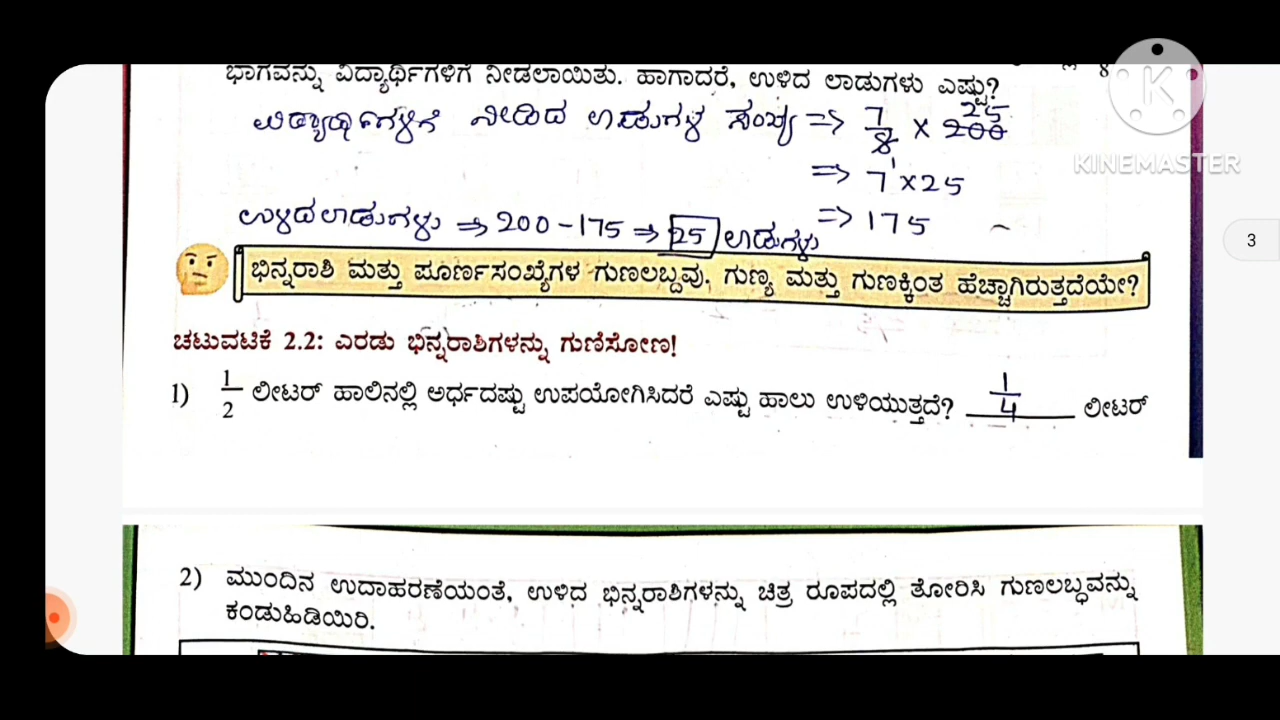 ಭಾಗವನ್ನು ವಿದ್ಯಾರ್ಥಿಗಳಿಗೆ ನೀಡಲಾಯಿತು. ಹಾಗಾದರೆ, ಉಳಿದ ಲಾಡುಗಳು ಎಷ್ಟು? 8
ವಿದ್ಯಾರ್ಥಿಗಳಿಗೆ ನೀಡಿದ ಲಾಡುಗಳ ಸಂಖ್ಯೆ => 7/8 × 200 25
KINEMASTER
=> 7 × 25
=> 175
ಉಳಿದ ಲಾಡುಗಳು => 200 - 175 => 25 ಲಾಡುಗಳು
3
ಭಿನ್ನರಾಶಿ ಮತ್ತು ಪೂರ್ಣಸಂಖ್ಯೆಗಳ ಗುಣಲಬ್ದವು, ಗುಣ್ಯ ಮತ್ತು ಗುಣಕ್ಕಿಂತ ಹೆಚ್ಚಾಗಿರುತ್ತದೆಯೇ?
ಚಟುವಟಿಕೆ 2.2: ಎರಡು ಭಿನ್ನರಾಶಿಗಳನ್ನು ಗುಣಿಸೋಣ!
1) 1/2 ಲೀಟರ್ ಹಾಲಿನಲ್ಲಿ ಅರ್ಧದಷ್ಟು ಉಪಯೋಗಿಸಿದರೆ ಎಷ್ಟು ಹಾಲು ಉಳಿಯುತ್ತದೆ? 1/4 ಲೀಟರ್
2) ಮುಂದಿನ ಉದಾಹರಣೆಯಂತೆ, ಉಳಿದ ಭಿನ್ನರಾಶಿಗಳನ್ನು ಚಿತ್ರ ರೂಪದಲ್ಲಿ ತೋರಿಸಿ ಗುಣಲಬ್ಧವನ್ನು
ಕಂಡುಹಿಡಿಯಿರಿ.